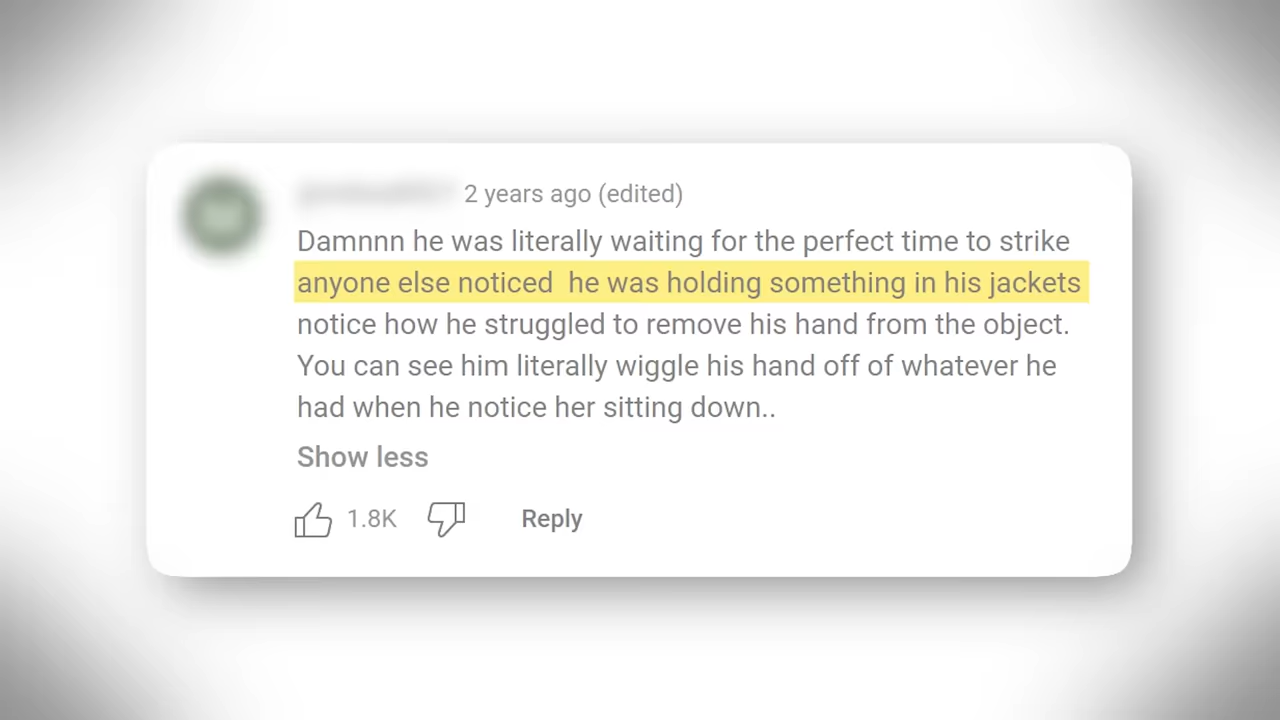 2 years ago (edited)
Damnnn he was literally waiting for the perfect time to strike
anyone else noticed  he was holding something in his jackets
notice how he struggled to remove his hand from the object.
You can see him literally wiggle his hand off of whatever he
had when he notice her sitting down..
Show less
1.8K
Reply